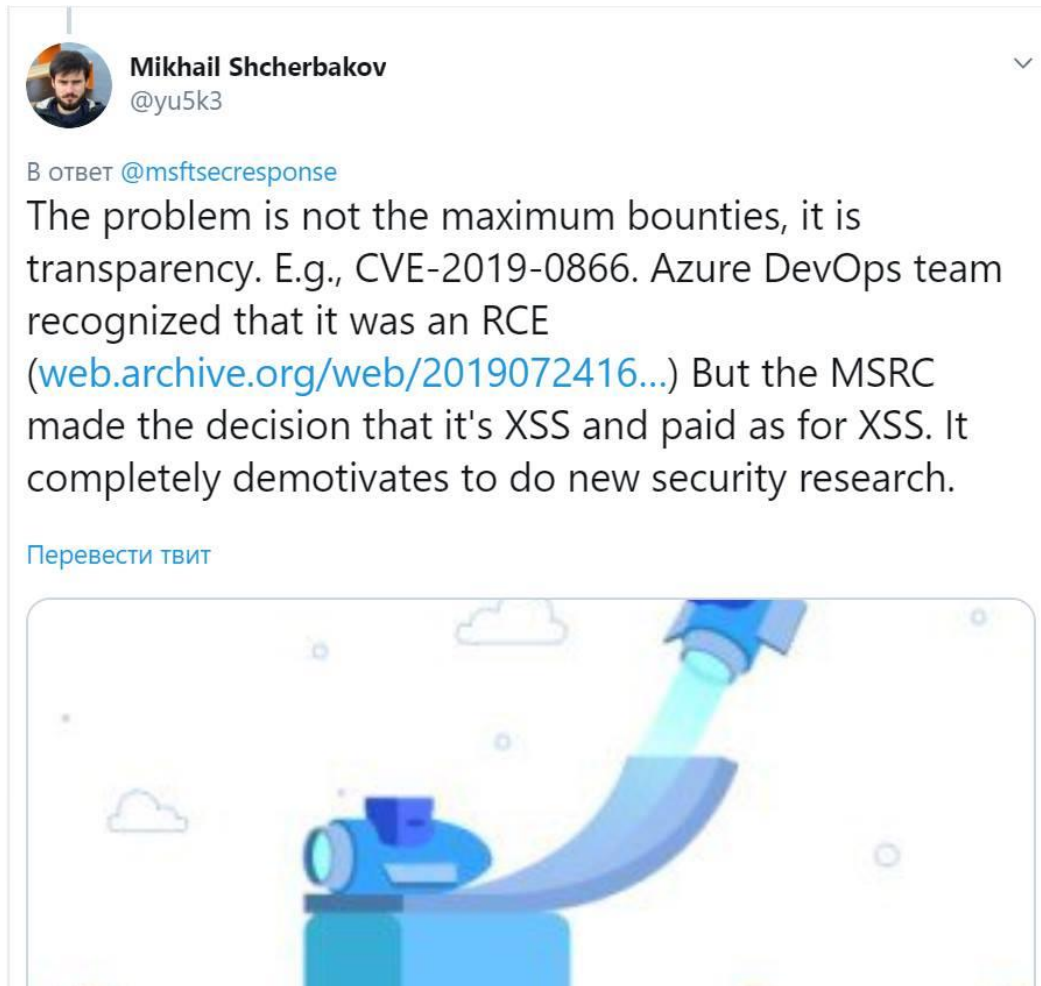 Mikhail Shcherbakov
@yu5k3
В ответ @msftsecresponse
The problem is not the maximum bounties, it is
transparency. E.g., CVE-2019-0866. Azure DevOps team
recognized that it was an RCE
(web.archive.org/web/2019072416...) But the MSRC
made the decision that it's XSS and paid as for XSS. It
completely demotivates to do new security research.
Перевести твит